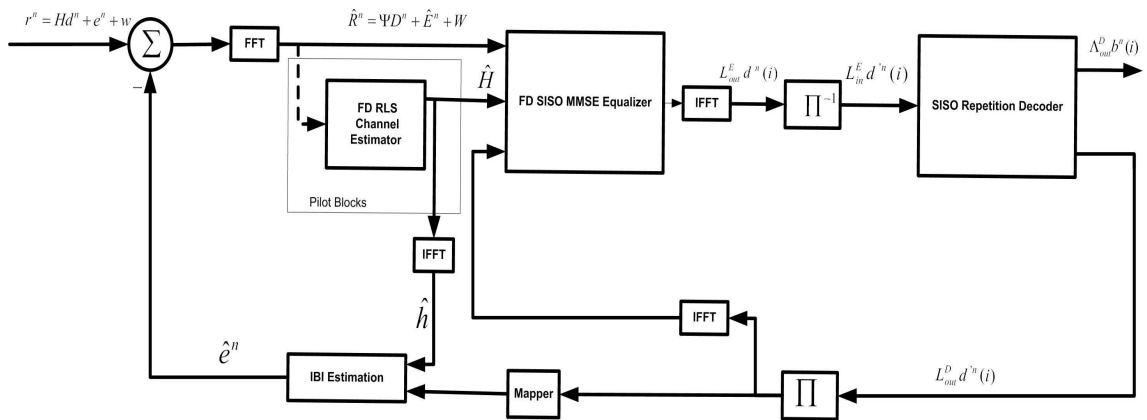 r^n = Hd^n + e^n + w
R̂^n = ΨD^n + Ê^n + W
∑
−
FFT
Ĥ
FD RLS
Channel
Estimator
Pilot Blocks
FD SISO MMSE Equalizer
IFFT
L^E_out d'^n (i)
∏^−1
L^E_in d'^n (i)
SISO Repetition Decoder
Λ^D_out b^n (i)
IFFT
ĥ
IFFT
ê^n
IBI Estimation
Mapper
∏
L^D_out d'^n (i)